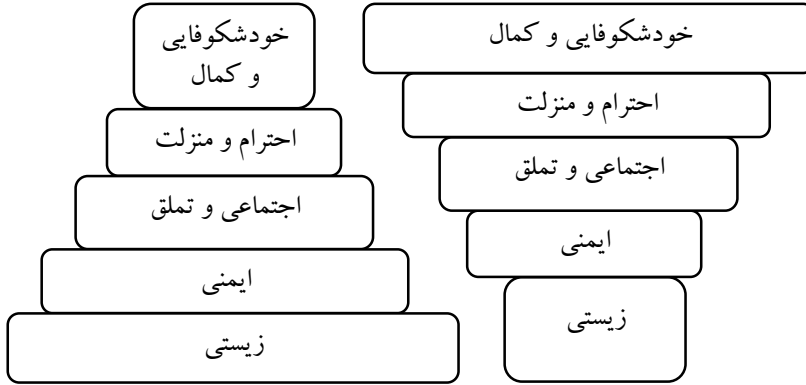 خودشکوفایی و کمال
احترام و منزلت
اجتماعی و تملق
ایمنی
زیستی
خودشکوفایی
و کمال
احترام و منزلت
اجتماعی و تملق
ایمنی
زیستی